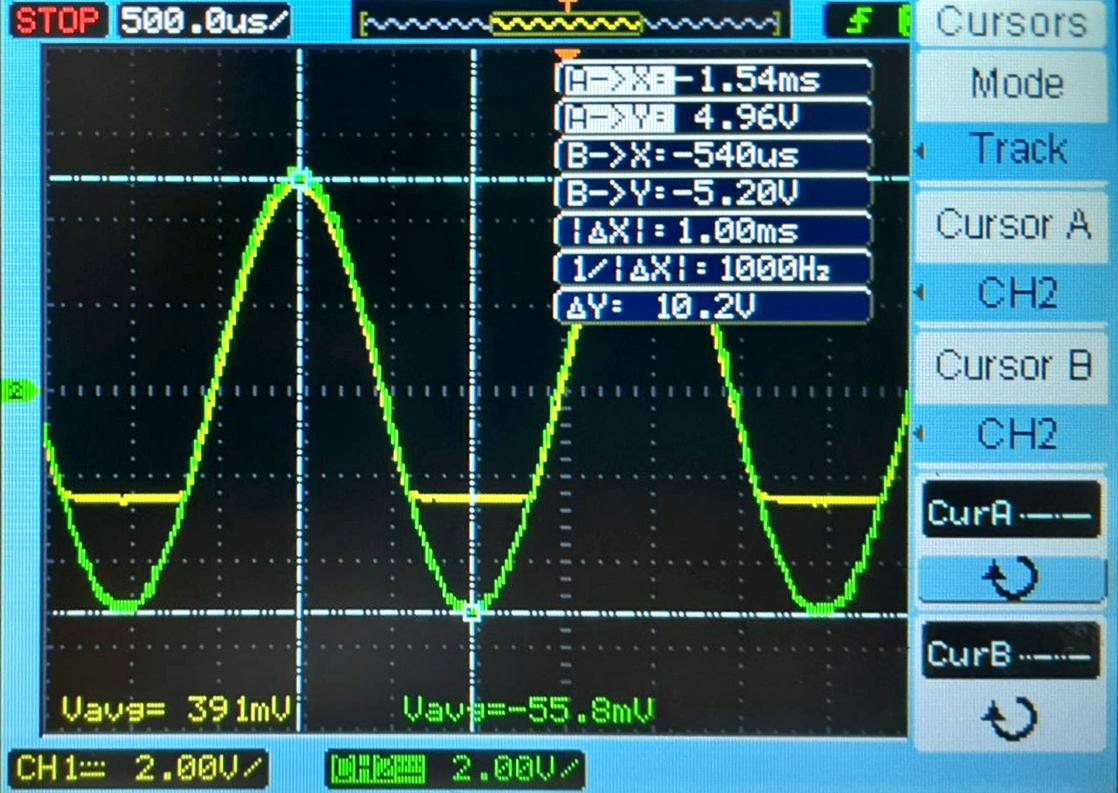 STOP 500.0us/ T
Cursors
Mode
Track
Cursor A
CH2
Cursor B
CH2
CurA
CurB
A->X:-1.54ms
A->Y: 4.96V
B->X:-540us
B->Y:-5.20V
|ΔX|: 1.00ms
1/|ΔX|: 1000Hz
ΔY: 10.2V
2
Vavg= 391mV Vavg=-55.8mV
CH1 2.00V/ CH2 2.00V/